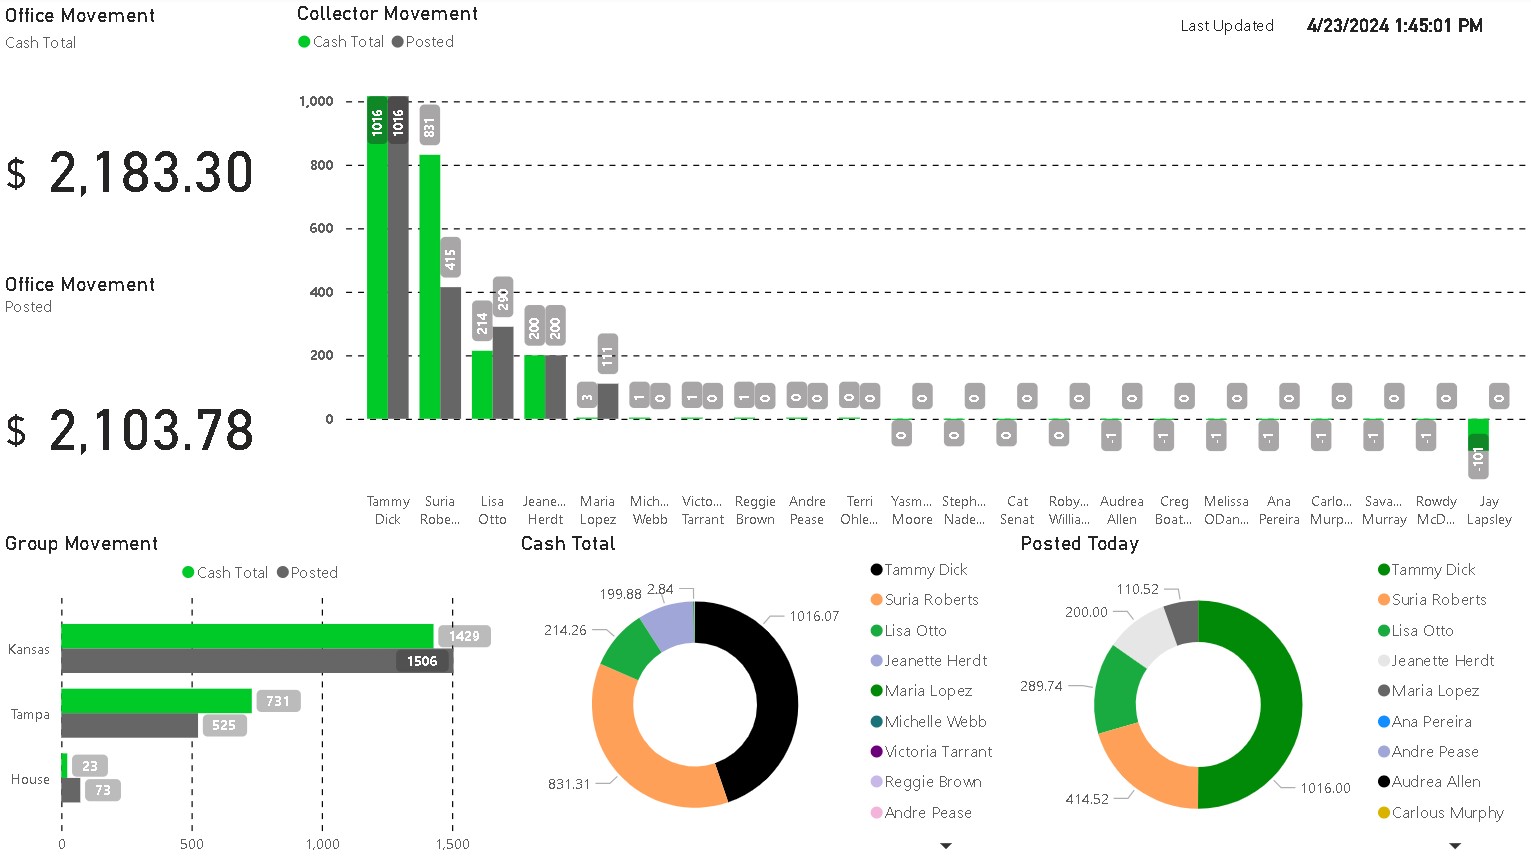 Office Movement
Cash Total
$ 2,183.30
Office Movement
Posted
$ 2,103.78
Collector Movement
Cash Total Posted
Last Updated 4/23/2024 1:45:01 PM
1,000
800
600
400
200
0
1016 1016 831 415 214 290 200 200 3 111 1 0 1 0 1 0 0 0 0 0 0 0 0 0 0 0 0 0 0 0 0 0
0 0 0 0 -1 -1 -1 -1 -1 -1 -1 -101
Tammy Suria Lisa Jeane... Maria Mich... Victo... Reggie Andre Terri Yasm... Steph... Cat Roby... Audrea Creg Melissa Ana Carlo... Sava... Rowdy Jay
Dick Robe... Otto Herdt Lopez Webb Tarrant Brown Pease Ohle... Moore Nade... Senat Willia... Allen Boat... ODan... Pereira Murp... Murray McD... Lapsley
Group Movement
Cash Total Posted
Kansas 1429
1506
Tampa 731
525
House 23
73
0 500 1,000 1,500
Cash Total
199.88 2.84
1016.07
214.26
831.31
Tammy Dick
Suria Roberts
Lisa Otto
Jeanette Herdt
Maria Lopez
Michelle Webb
Victoria Tarrant
Reggie Brown
Andre Pease
Posted Today
110.52
200.00
289.74
414.52
1016.00
Tammy Dick
Suria Roberts
Lisa Otto
Jeanette Herdt
Maria Lopez
Ana Pereira
Andre Pease
Audrea Allen
Carlous Murphy